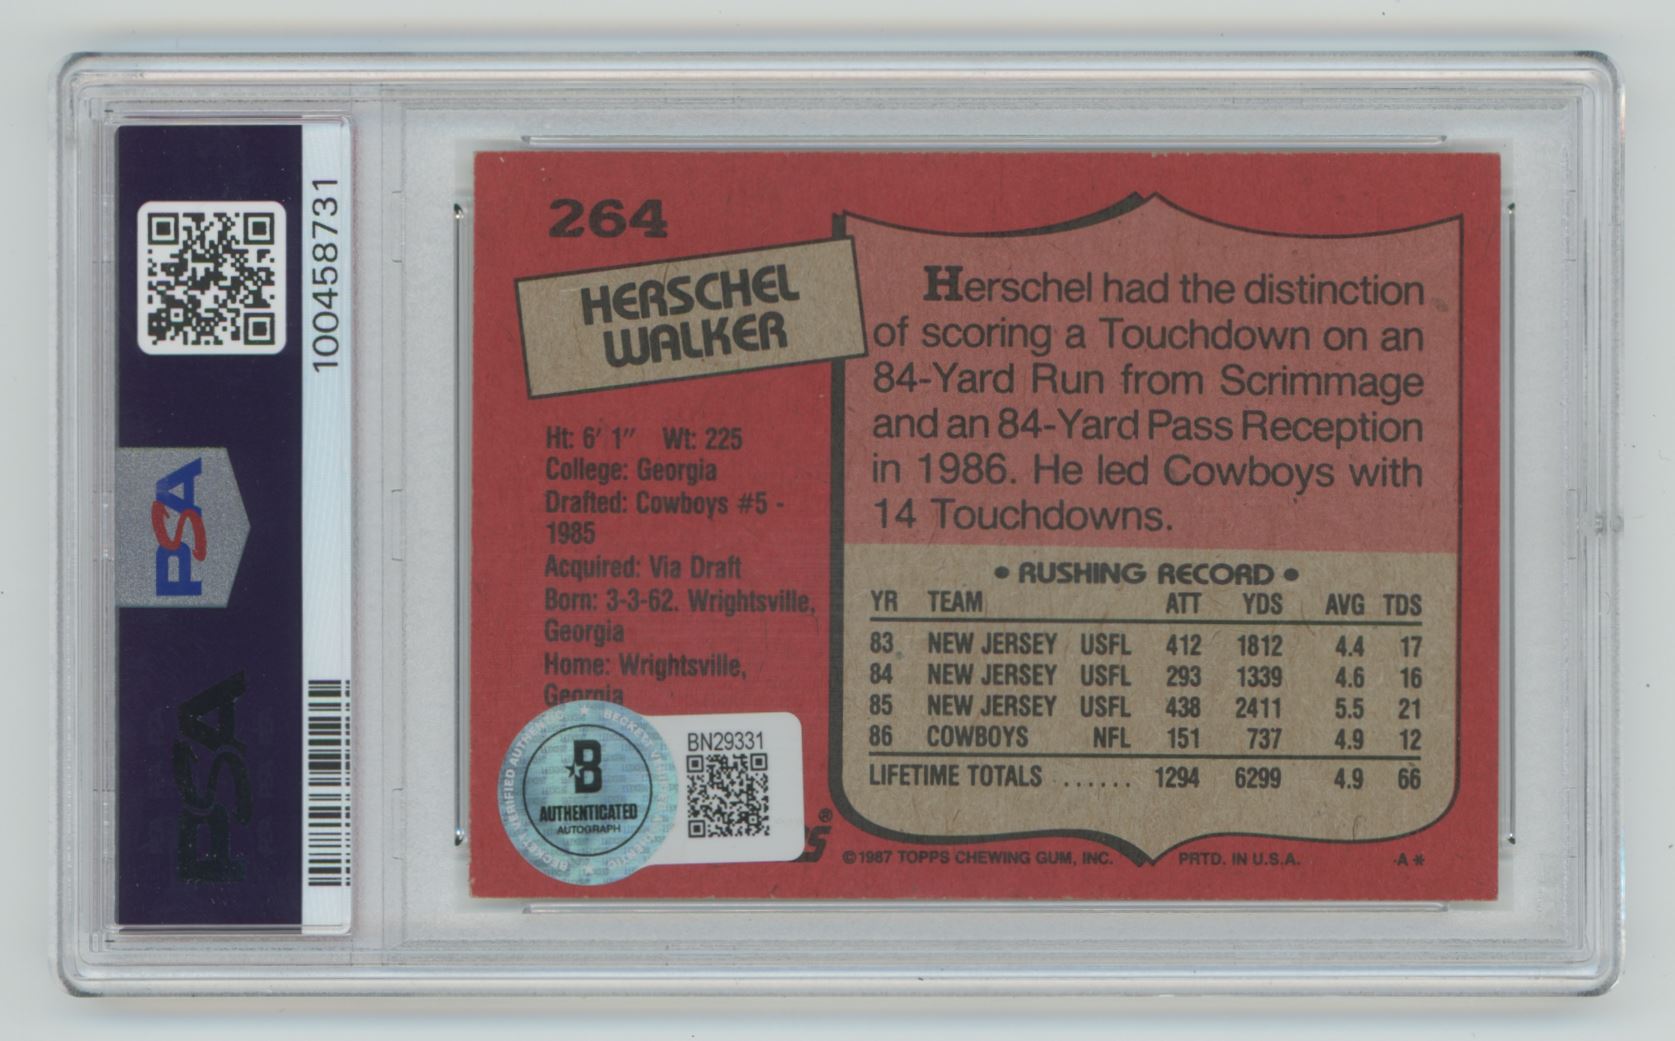 100458731
PSA
PSA
264
HERSCHEL
WALKER
Ht: 6' 1" Wt: 225
College: Georgia
Drafted: Cowboys #5 -
1985
Acquired: Via Draft
Born: 3-3-62. Wrightsville,
Georgia
Home: Wrightsville,
Georgia
Herschel had the distinction
of scoring a Touchdown on an
84-Yard Run from Scrimmage
and an 84-Yard Pass Reception
in 1986. He led Cowboys with
14 Touchdowns.
• RUSHING RECORD •
YR TEAM ATT YDS AVG TDS
83 NEW JERSEY USFL 412 1812 4.4 17
84 NEW JERSEY USFL 293 1339 4.6 16
85 NEW JERSEY USFL 438 2411 5.5 21
86 COWBOYS NFL 151 737 4.9 12
LIFETIME TOTALS ...... 1294 6299 4.9 66
B
AUTHENTICATED
AUTOGRAPH
BN29331
©1987 TOPPS CHEWING GUM, INC. PRTD. IN U.S.A. A *